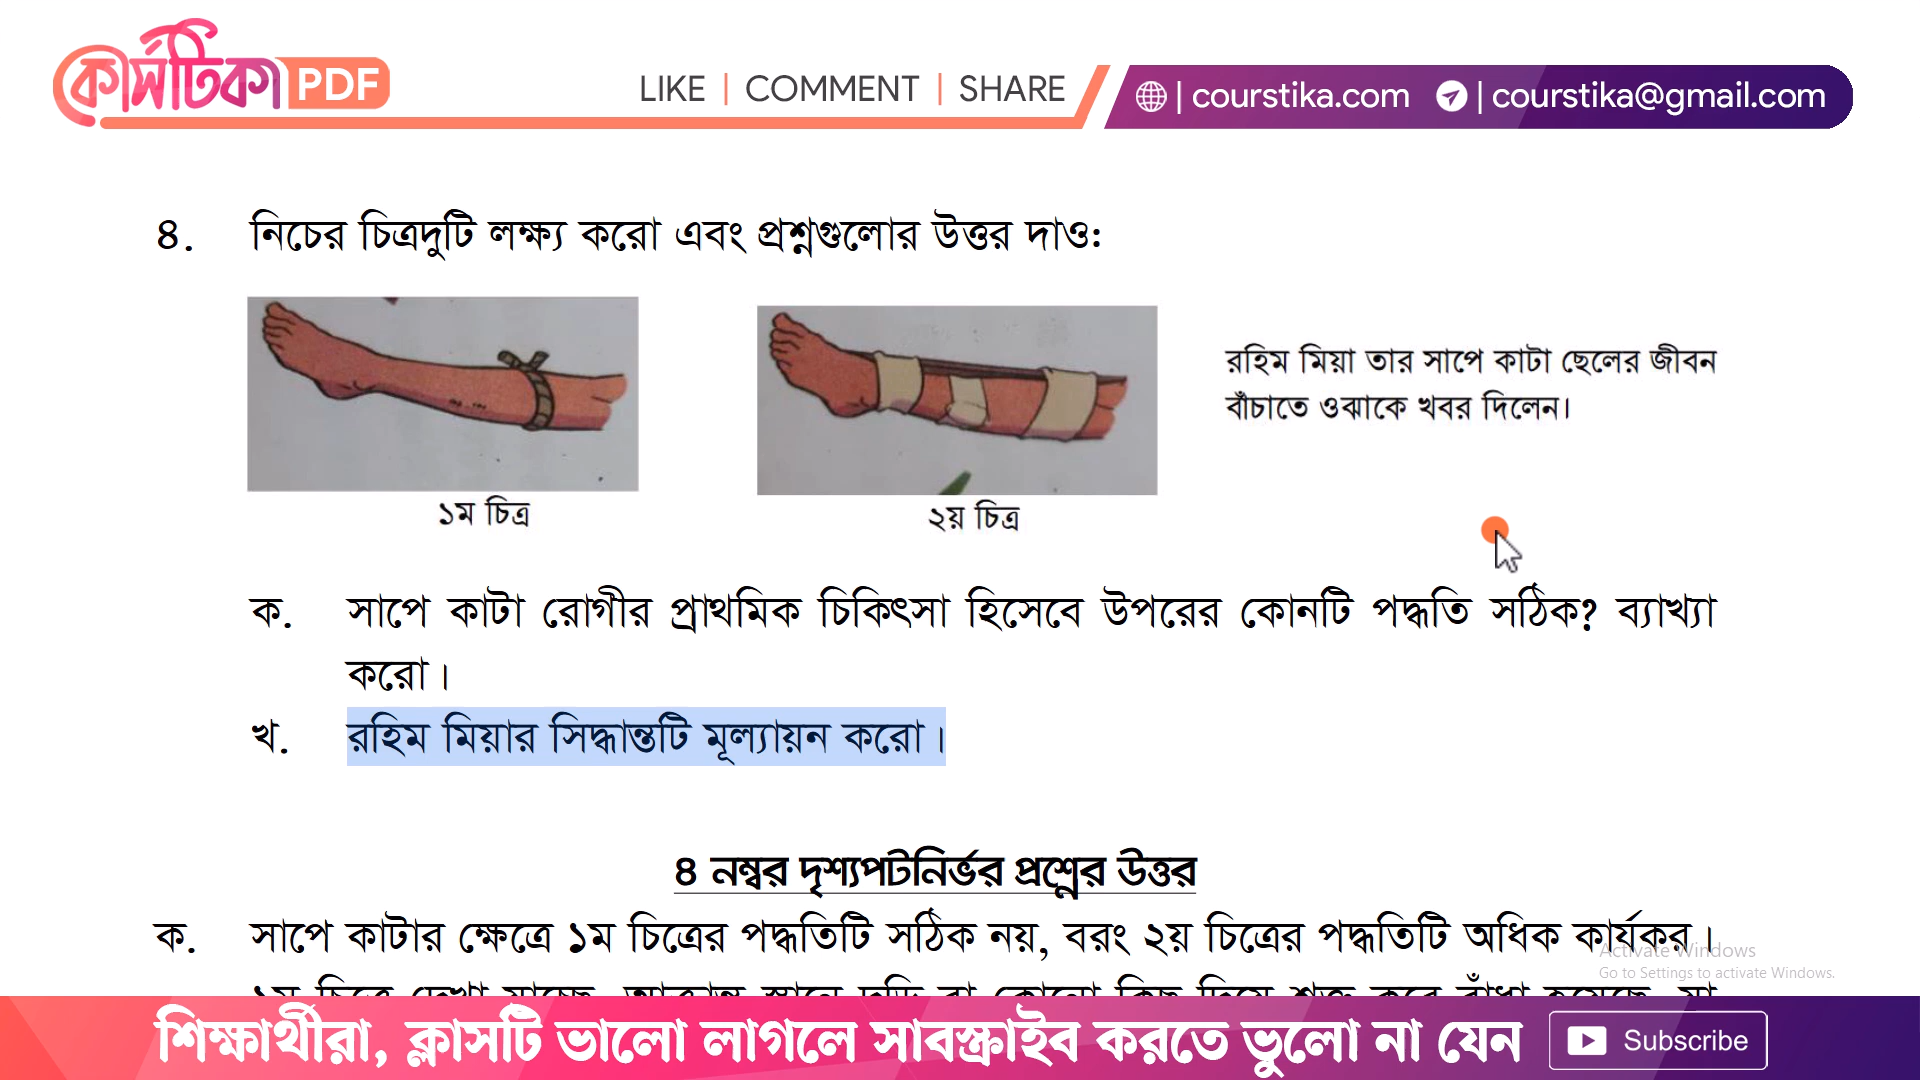 কোর্সটিকা PDF
LIKE | COMMENT | SHARE
| courstika.com | courstika@gmail.com
৪. নিচের চিত্রদুটি লক্ষ্য করো এবং প্রশ্নগুলোর উত্তর দাও:
রহিম মিয়া তার সাপে কাটা ছেলের জীবন
বাঁচাতে ওঝাকে খবর দিলেন।
১ম চিত্র
২য় চিত্র
ক. সাপে কাটা রোগীর প্রাথমিক চিকিৎসা হিসেবে উপরের কোনটি পদ্ধতি সঠিক? ব্যাখ্যা
করো।
খ. রহিম মিয়ার সিদ্ধান্তটি মূল্যায়ন করো।
৪ নম্বর দৃশ্যপটনির্ভর প্রশ্নের উত্তর
ক. সাপে কাটার ক্ষেত্রে ১ম চিত্রের পদ্ধতিটি সঠিক নয়, বরং ২য় চিত্রের পদ্ধতিটি অধিক কার্যকর।
Activate Windows
Go to Settings to activate Windows.
শিক্ষার্থীরা, ক্লাসটি ভালো লাগলে সাবস্ক্রাইব করতে ভুলো না যেন
Subscribe